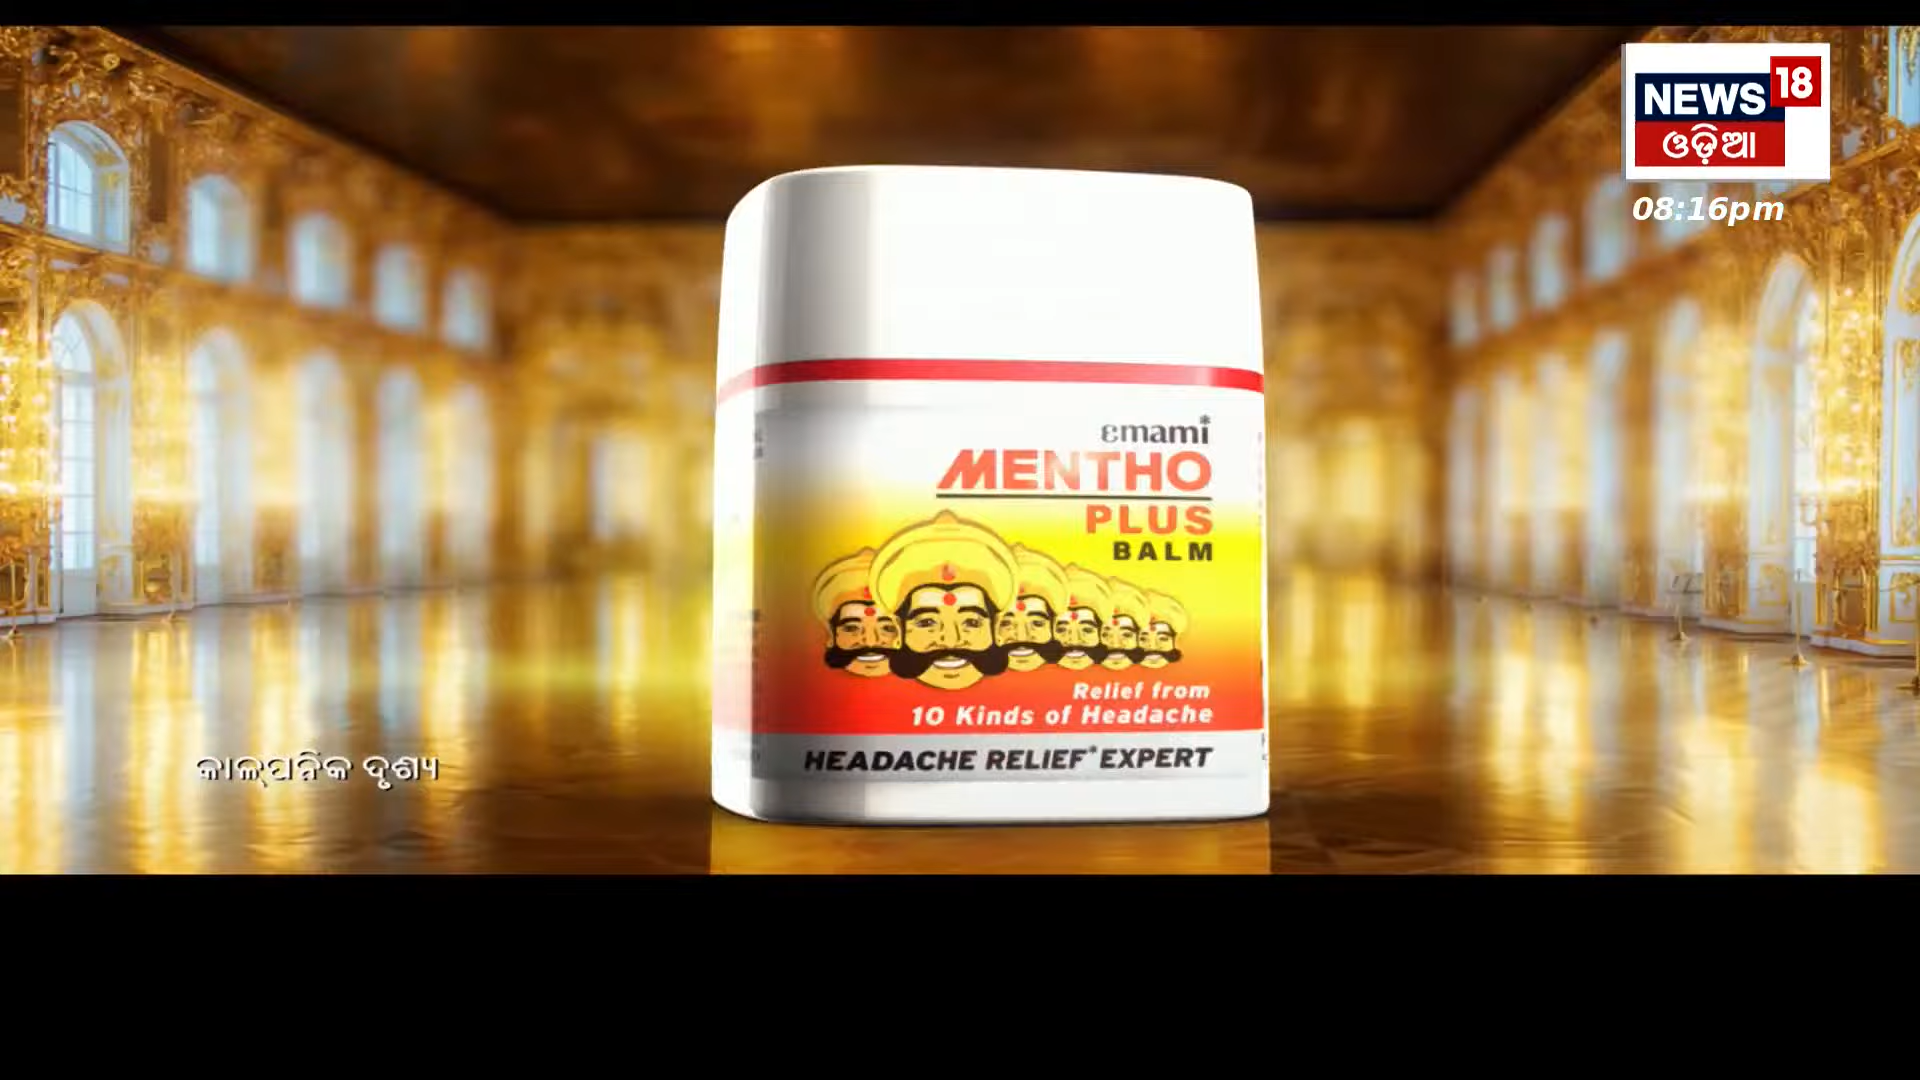 NEWS 18
ଓଡ଼ିଆ
08:16pm
emami*
MENTHO
PLUS
BALM
Relief from
10 Kinds of Headache
HEADACHE RELIEF* EXPERT
କାଳ୍ପନିକ ଦୃଶ୍ୟ